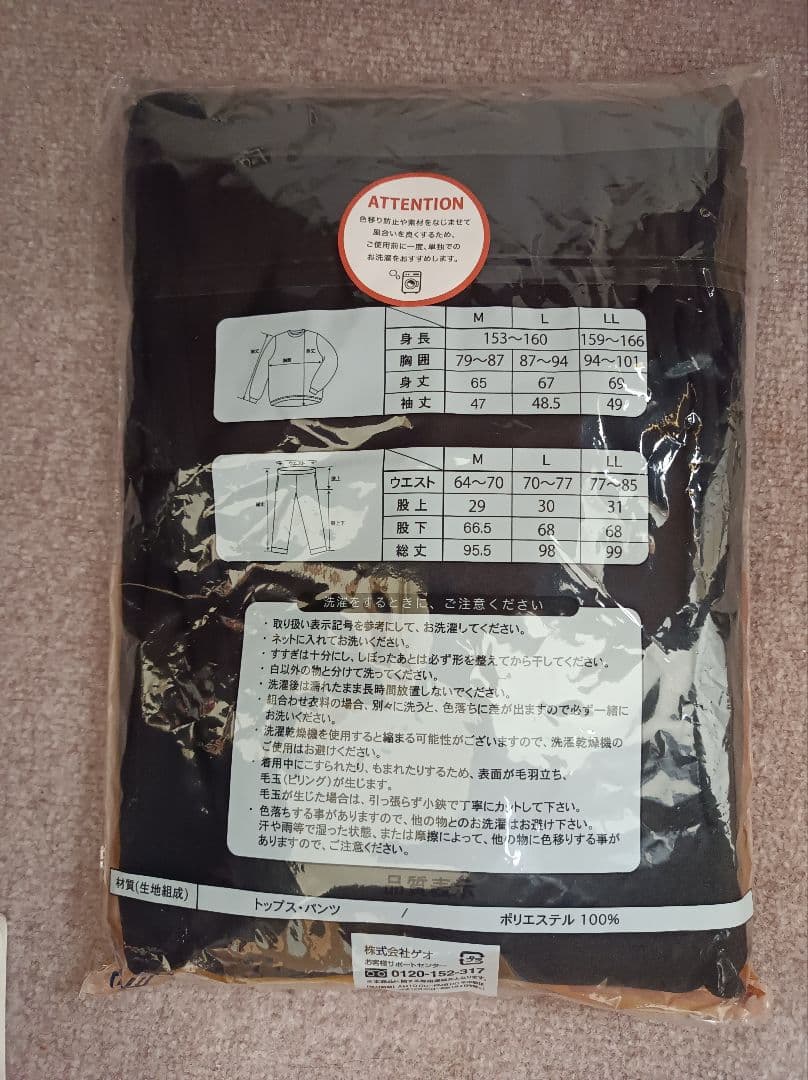 ATTENTION
色移り防止や素材をなじませて
風合いを良くするため、
ご使用前に一度、単独での
お洗濯をおすすめします。
M L LL
身長 153～160 159～166
胸囲 79～87 87～94 94～101
身丈 65 67 69
袖丈 47 48.5 49
M L LL
ウエスト 64～70 70～77 77～85
股上 29 30 31
股下 66.5 68 68
総丈 95.5 98 99
洗濯をするときに、ご注意ください
・取り扱い表示記号を参考にして、お洗濯してください。
・ネットに入れてお洗いください。
・すすぎは十分にし、しぼったあとは必ず形を整えてから干してください。
・白以外の物と分けて洗ってください。
・洗濯後は濡れたまま長時間放置しないでください。
・組合わせ衣料の場合、別々に洗うと、色落ちに差が出ますので必ず一緒に
お洗いください。
・洗濯乾燥機を使用すると縮まる可能性がございますので、洗濯乾燥機の
ご使用はお避けください。
・着用中にこすられたり、もまれたりするため、表面が毛羽立ち、
毛玉(ピリング)が生じます。
毛玉が生じた場合は、引っ張らず小鋏で丁寧にカットして下さい。
・色落ちする事がありますので、他の物とのお洗濯はお避け下さい。
汗や雨等で湿った状態、または摩擦によって、他の物に色移りする事が
ありますので、ご注意ください。
品質表示
材質(生地組成) トップス・パンツ / ポリエステル 100%
株式会社ゲオ
お客様サポートセンター
0120-152-317